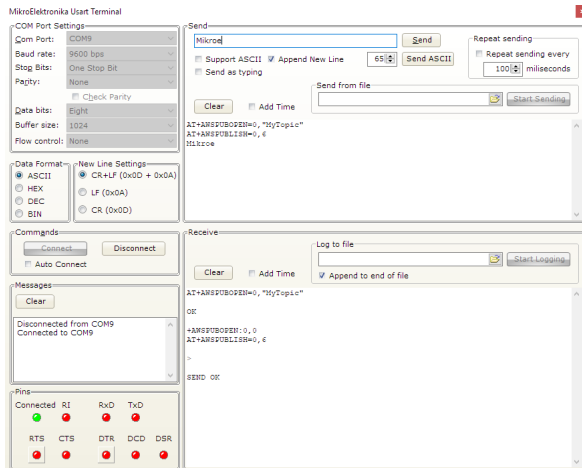 MikroElektronika Usart Terminal
COM Port Settings
Com Port: COM9
Baud rate: 9600 bps
Stop Bits: One Stop Bit
Parity: None
Check Parity
Data bits: Eight
Buffer size: 1024
Flow control: None
Data Format
ASCII
HEX
DEC
BIN
New Line Settings
CR+LF (0x0D + 0x0A)
LF (0x0A)
CR (0x0D)
Commands
Connect Disconnect
Auto Connect
Messages
Clear
Disconnected from COM9
Connected to COM9
Pins
Connected RI RxD TxD
RTS CTS DTR DCD DSR
Send
Mikroe Send
Support ASCII Append New Line 65 Send ASCII
Send as typing
Repeat sending
Repeat sending every
100 miliseconds
Send from file
Start Sending
Clear Add Time
AT+AWSPUBOPEN=0,"MyTopic"
AT+AWSPUBLISH=0,6
Mikroe
Receive
Log to file
Start Logging
Clear Add Time Append to end of file
AT+AWSPUBOPEN=0,"MyTopic"
OK
+AWSPUBOPEN:0,0
AT+AWSPUBLISH=0,6
>
SEND OK